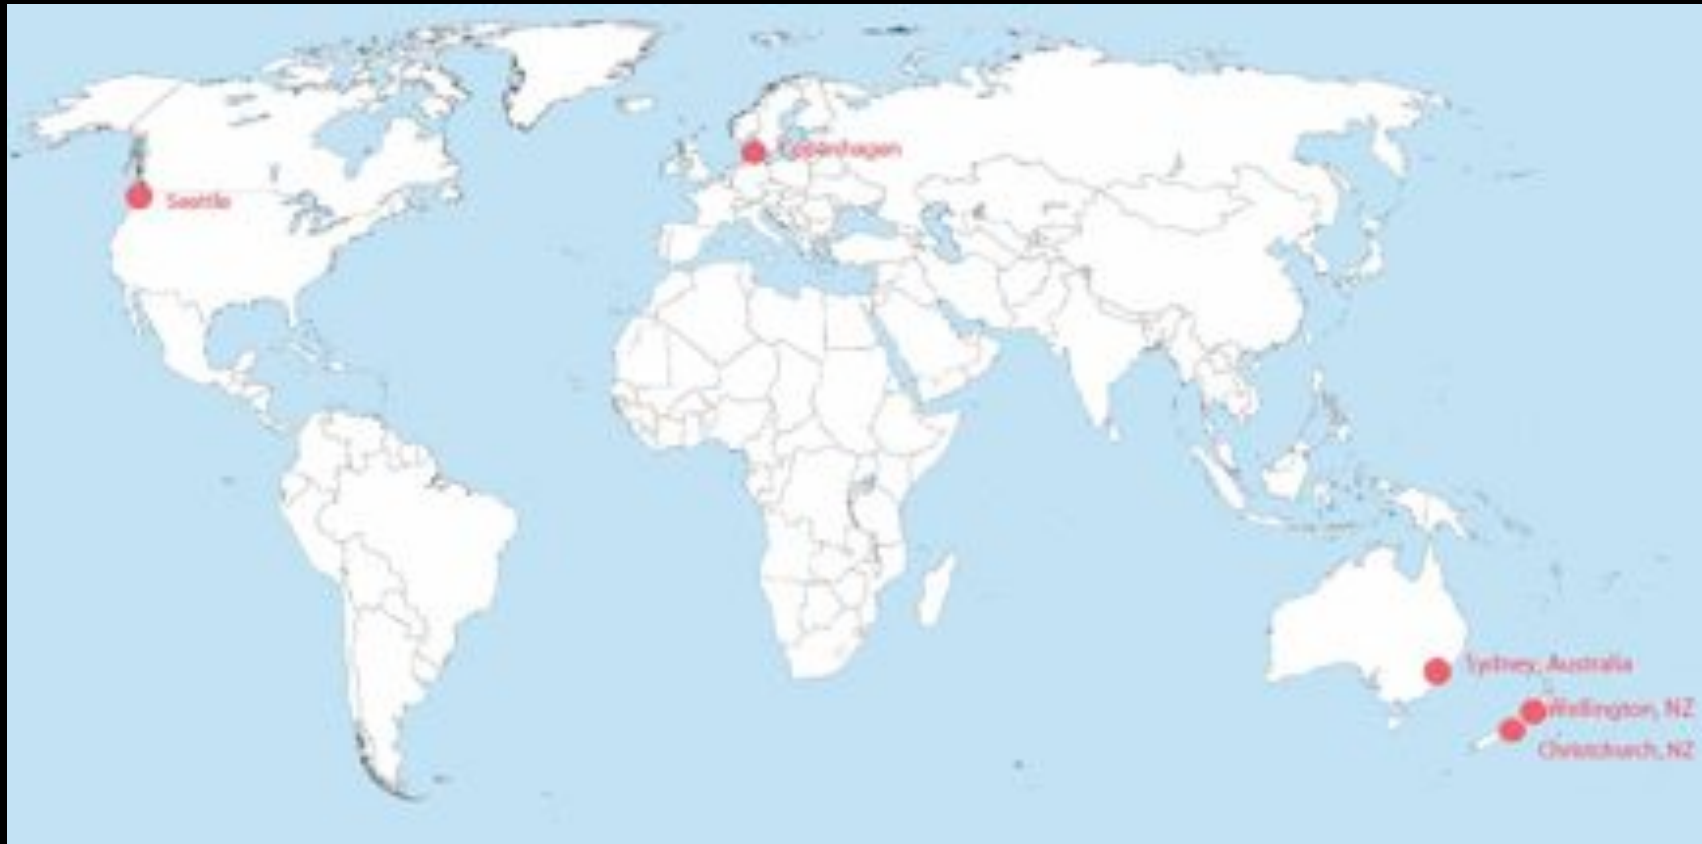 Copenhagen
Seattle
Sydney, Australia
Wellington, NZ
Christchurch, NZ